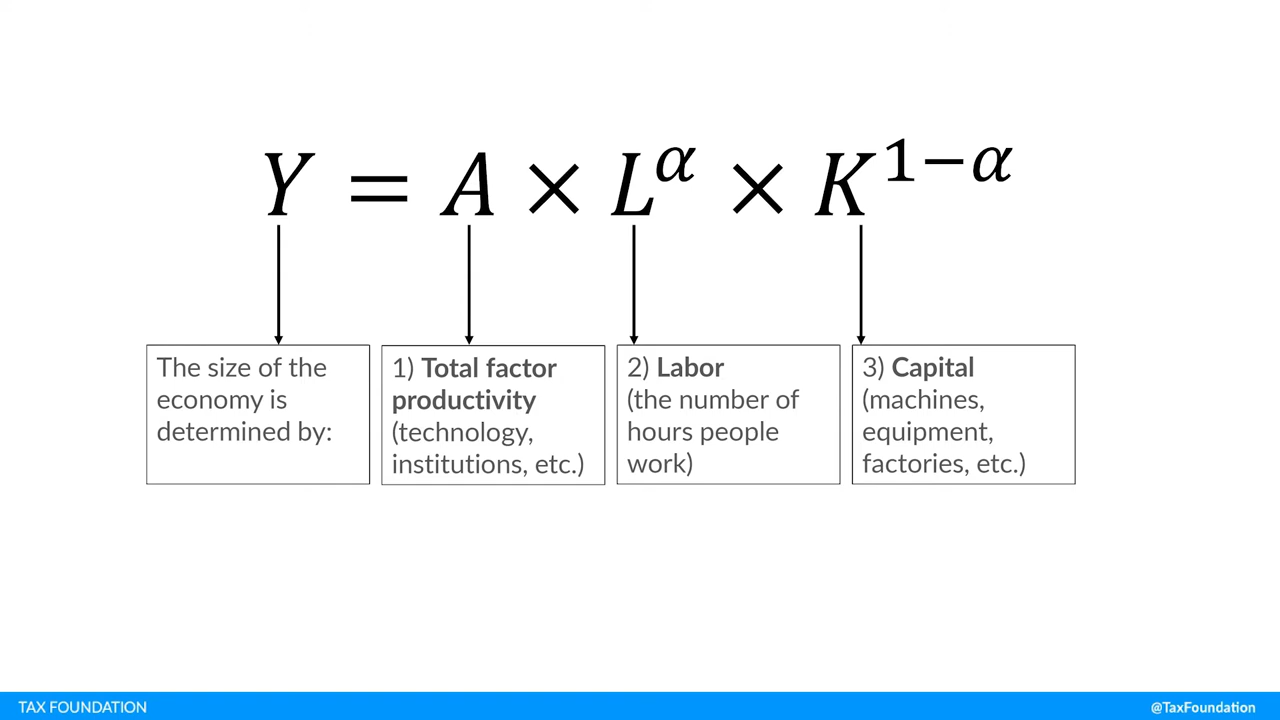 Y = A × L^α × K^{1−α}
The size of the
economy is
determined by:
1) Total factor
productivity
(technology,
institutions, etc.)
2) Labor
(the number of
hours people
work)
3) Capital
(machines,
equipment,
factories, etc.)
TAX FOUNDATION
@TaxFoundation